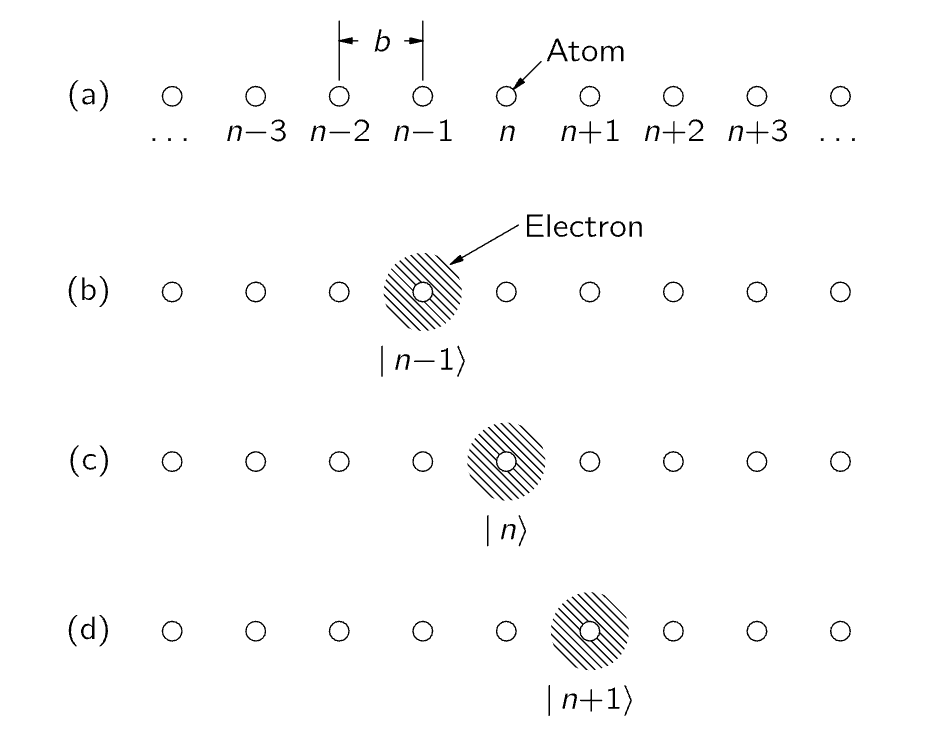 b
Atom
(a)
... n−3 n−2 n−1 n n+1 n+2 n+3 ...
Electron
(b)
| n−1⟩
(c)
| n⟩
(d)
| n+1⟩